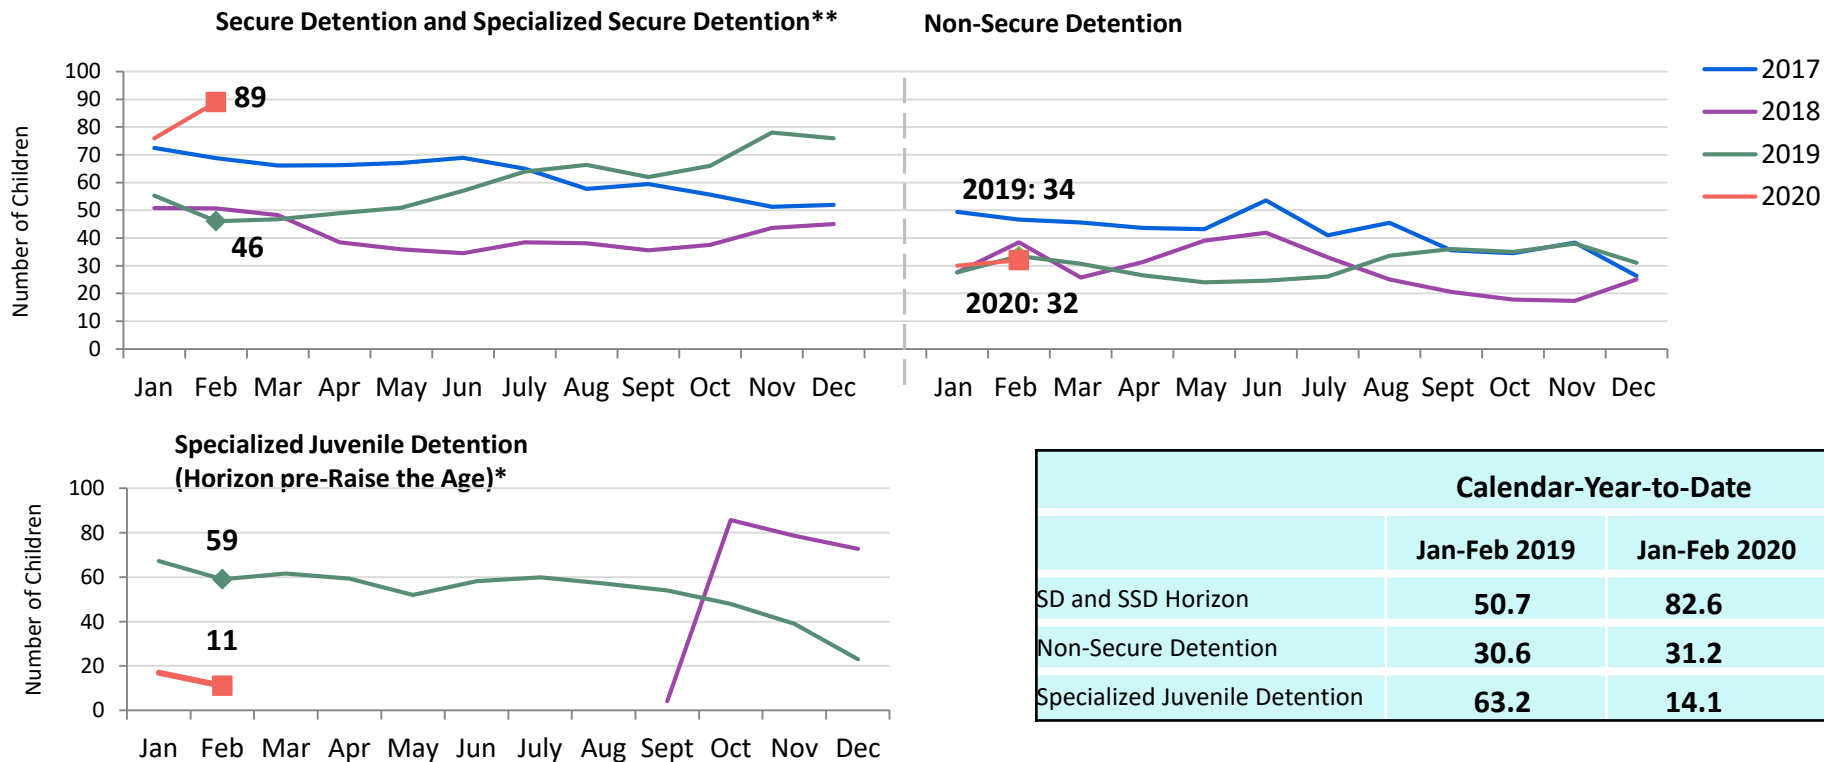 Secure Detention and Specialized Secure Detention**
Non-Secure Detention
Number of Children
100
90
80
70
60
50
40
30
20
10
0
89
46
Jan Feb Mar Apr May Jun July Aug Sept Oct Nov Dec
2019: 34
2020: 32
Jan Feb Mar Apr May Jun July Aug Sept Oct Nov Dec
2017
2018
2019
2020
Specialized Juvenile Detention
(Horizon pre-Raise the Age)*
Number of Children
100
80
60
40
20
0
59
11
Jan Feb Mar Apr May Jun July Aug Sept Oct Nov Dec
Calendar-Year-to-Date
Jan-Feb 2019 Jan-Feb 2020
SD and SSD Horizon 50.7 82.6
Non-Secure Detention 30.6 31.2
Specialized Juvenile Detention 63.2 14.1